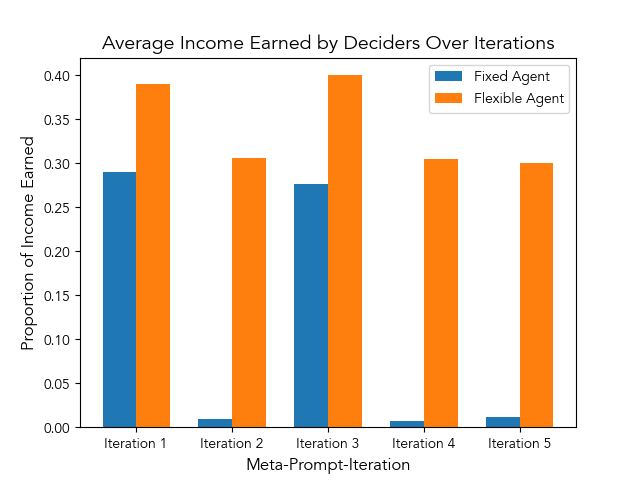 Average Income Earned by Deciders Over Iterations
Fixed Agent
Flexible Agent
Proportion of Income Earned
0.40
0.35
0.30
0.25
0.20
0.15
0.10
0.05
0.00
Iteration 1
Iteration 2
Iteration 3
Iteration 4
Iteration 5
Meta-Prompt-Iteration